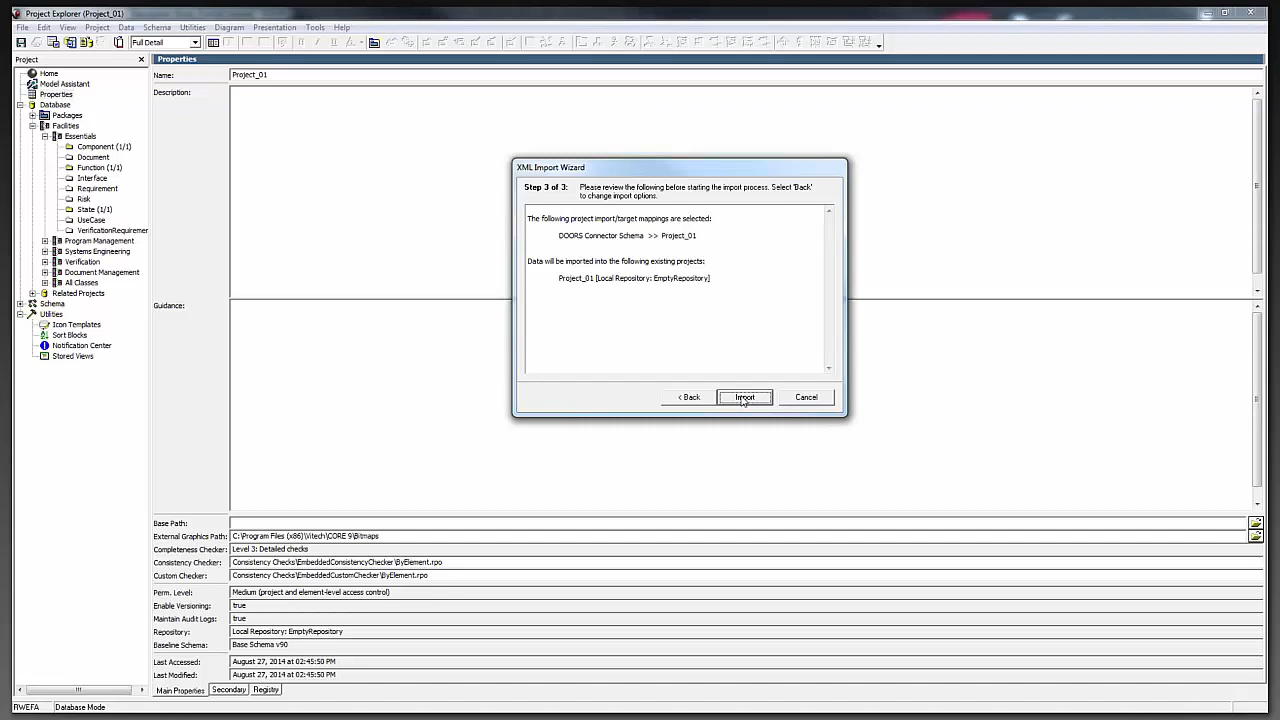 Project Explorer (Project_01)
File Edit View Project Data Schema Utilities Diagram Presentation Tools Help
Full Detail
Project
Home
Model Assistant
Properties
Database
Packages
Facilities
Essentials
Component (1/1)
Document
Function (1/1)
Interface
Requirement
Risk
State (1/1)
UseCase
VerificationRequiremer
Program Management
Systems Engineering
Verification
Document Management
All Classes
Related Projects
Schema
Utilities
Icon Templates
Sort Blocks
Notification Center
Stored Views
Properties
Name: Project_01
Description:
Guidance:
XML Import Wizard
Step 3 of 3: Please review the following before starting the import process. Select 'Back'
to change import options.
The following project import/target mappings are selected:
DOORS Connector Schema >> Project_01
Data will be imported into the following existing projects:
Project_01 [Local Repository: EmptyRepository]
< Back Import Cancel
Base Path:
External Graphics Path: C:\Program Files (x86)\Vitech\CORE 9\Bitmaps
Completeness Checker: Level 3: Detailed checks
Consistency Checker: Consistency Checks\EmbeddedConsistencyChecker\ByElement.rpo
Custom Checker: Consistency Checks\EmbeddedCustomChecker\ByElement.rpo
Perm. Level: Medium (project and element-level access control)
Enable Versioning: true
Maintain Audit Logs: true
Repository: Local Repository: EmptyRepository
Baseline Schema: Base Schema v90
Last Accessed: August 27, 2014 at 02:45:50 PM
Last Modified: August 27, 2014 at 02:45:50 PM
Main Properties Secondary Registry
RWEFA Database Mode